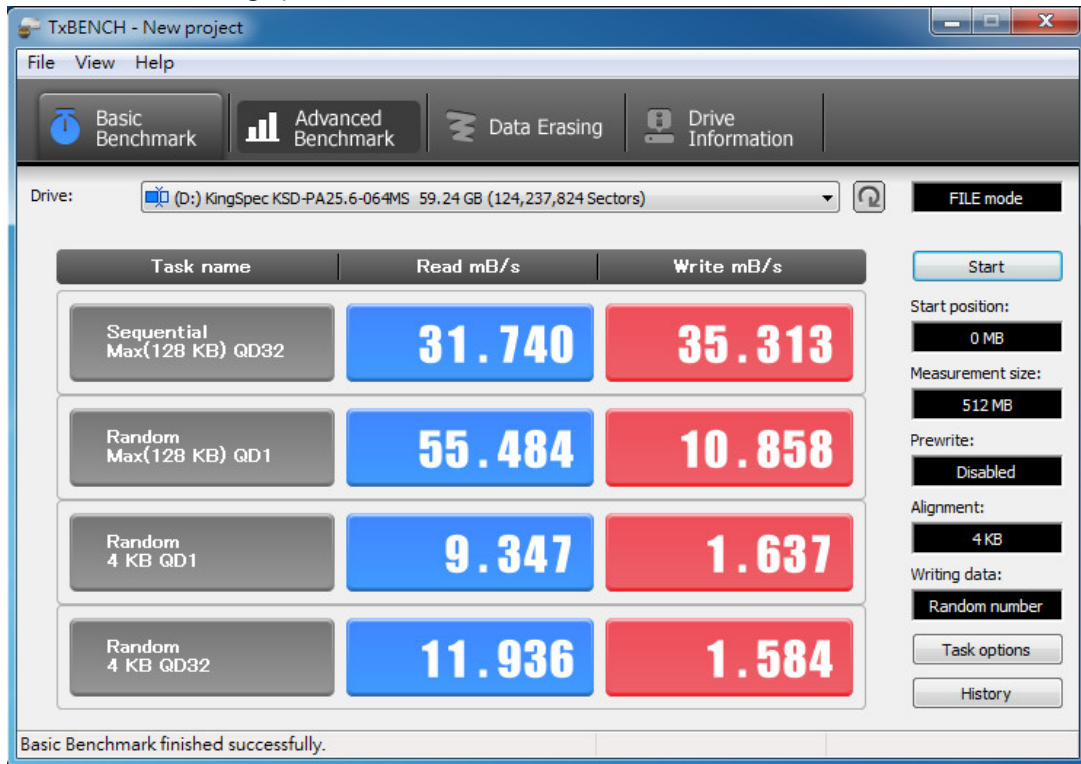 TxBENCH - New project
File View Help
Basic
Benchmark
Advanced
Benchmark
Data Erasing
Drive
Information
Drive:
(D:) KingSpec KSD-PA25.6-064MS 59.24 GB (124,237,824 Sectors)
FILE mode
Task name Read mB/s Write mB/s
Start
Sequential
Max(128 KB) QD32
31.740 35.313
Start position:
0 MB
Measurement size:
512 MB
Random
Max(128 KB) QD1
55.484 10.858
Prewrite:
Disabled
Alignment:
4 KB
Random
4 KB QD1
9.347 1.637
Writing data:
Random number
Random
4 KB QD32
11.936 1.584
Task options
History
Basic Benchmark finished successfully.